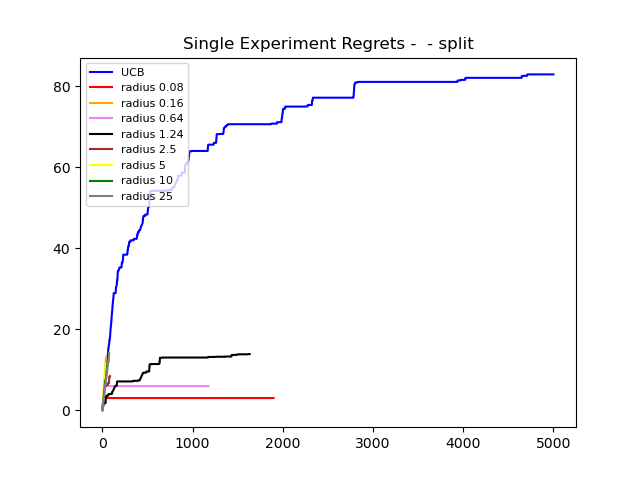 Single Experiment Regrets -  - split
UCB
radius 0.08
radius 0.16
radius 0.64
radius 1.24
radius 2.5
radius 5
radius 10
radius 25
80
60
40
20
0
0 1000 2000 3000 4000 5000